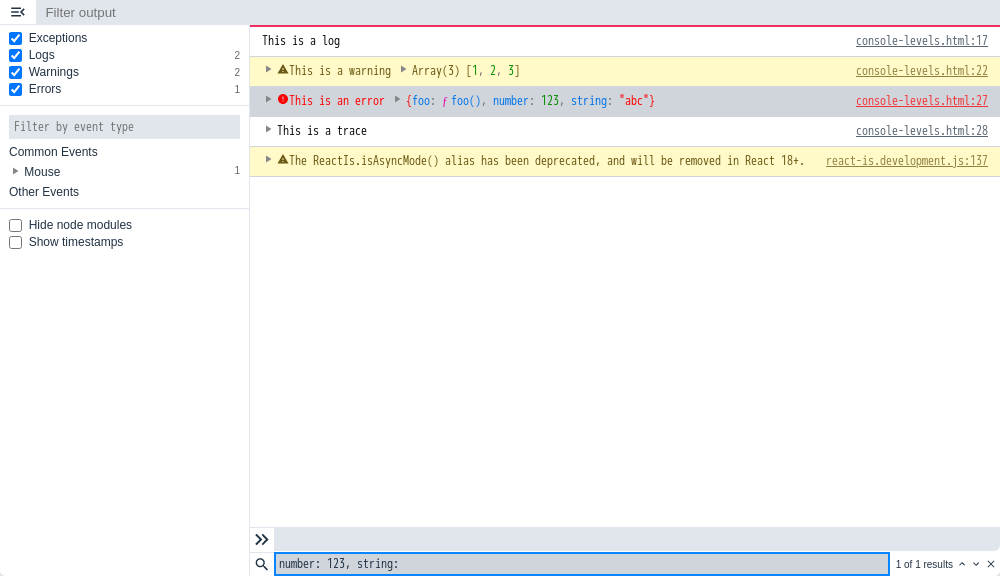 Filter output
Exceptions
Logs 2
Warnings 2
Errors 1
Filter by event type
Common Events
Mouse 1
Other Events
Hide node modules
Show timestamps
This is a log console-levels.html:17
This is a warning Array(3) [1, 2, 3] console-levels.html:22
This is an error {foo: ƒ foo(), number: 123, string: "abc"} console-levels.html:27
This is a trace console-levels.html:28
The ReactIs.isAsyncMode() alias has been deprecated, and will be removed in React 18+. react-is.development.js:137
number: 123, string: 1 of 1 results